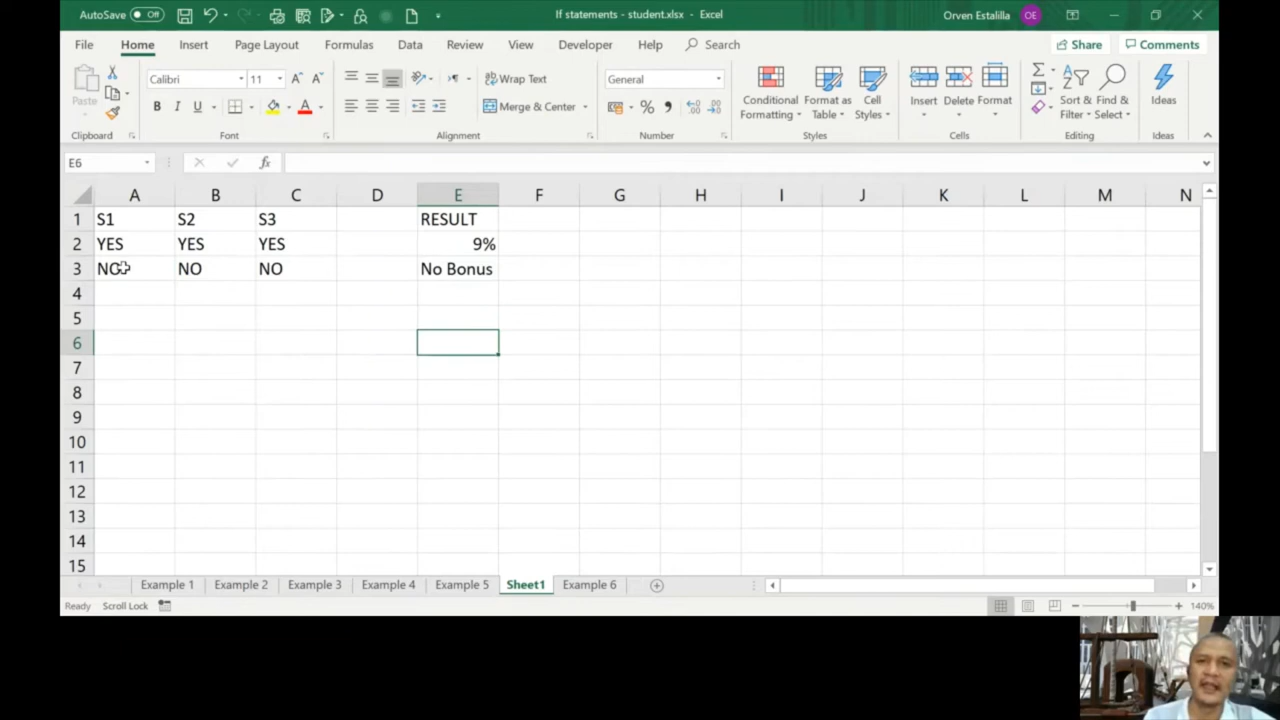 AutoSave Off If statements - student.xlsx - Excel Orven Estalilla OE
File Home Insert Page Layout Formulas Data Review View Developer Help Search Share Comments
Paste Calibri 11 Wrap Text General Conditional Formatting Format as Table Cell Styles Insert Delete Format Sort & Filter Find & Select Ideas
B I U Merge & Center %
Clipboard Font Alignment Number Styles Cells Editing Ideas
E6 fx
A B C D E F G H I J K L M N
1 S1 S2 S3 RESULT
2 YES YES YES 9%
3 NO NO NO No Bonus
4
5
6
7
8
9
10
11
12
13
14
15
Example 1 Example 2 Example 3 Example 4 Example 5 Sheet1 Example 6
Ready Scroll Lock 140%